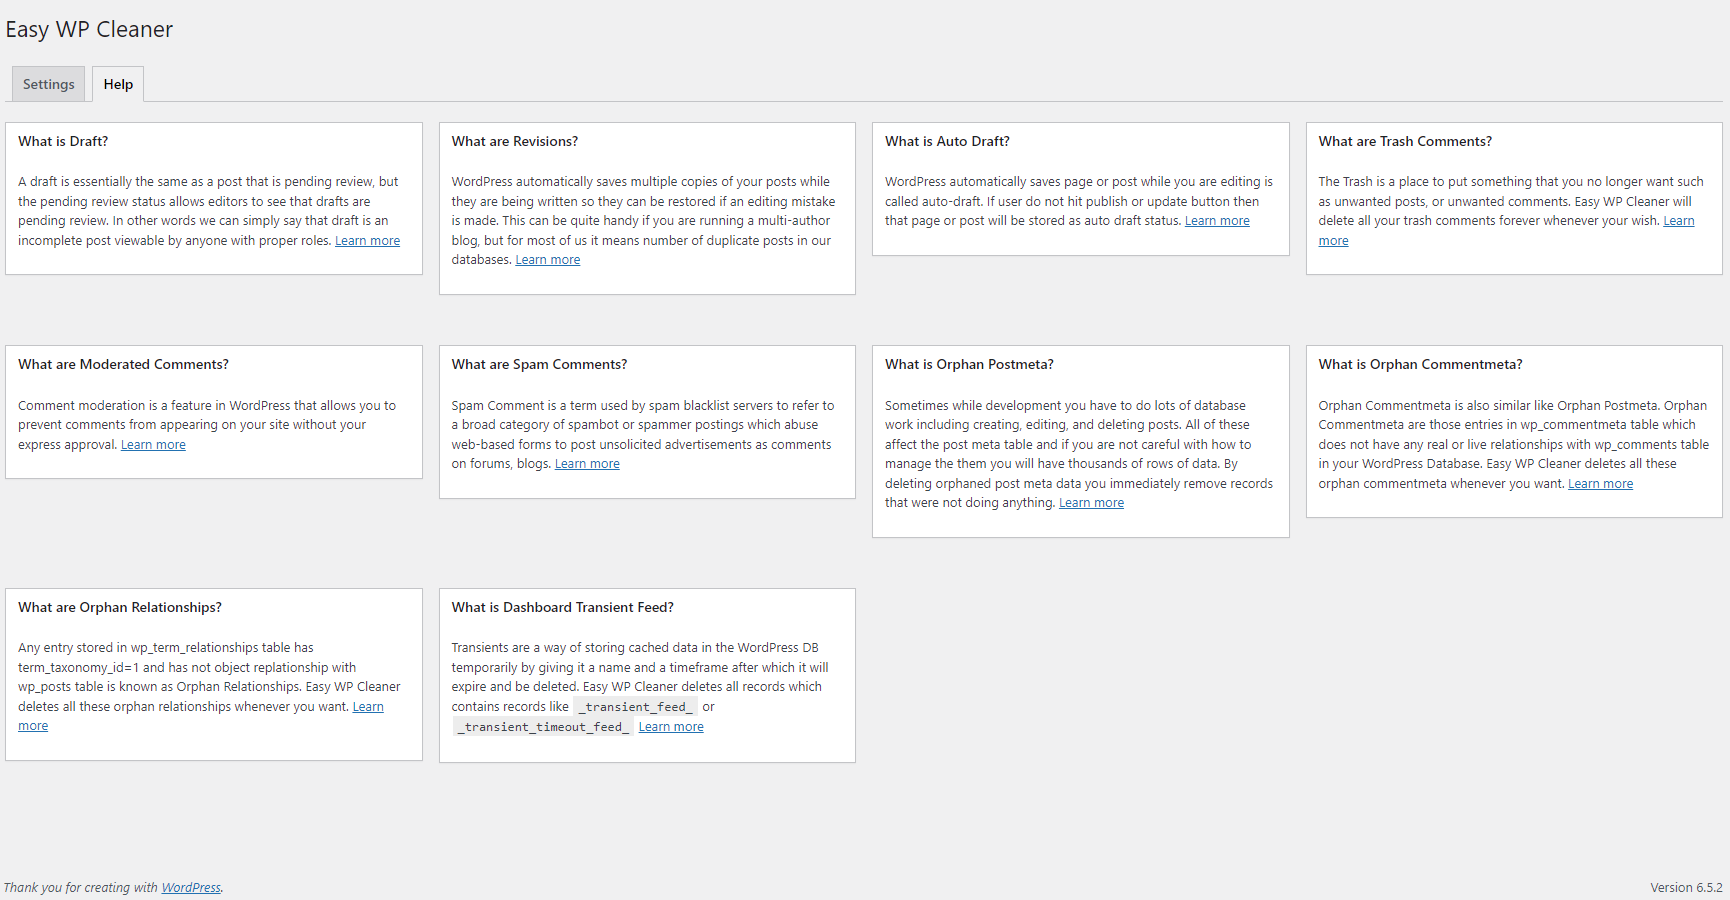 Easy WP Cleaner
Settings
Help
What is Draft?
A draft is essentially the same as a post that is pending review, but
the pending review status allows editors to see that drafts are
pending review. In other words we can simply say that draft is an
incomplete post viewable by anyone with proper roles. Learn more
What are Revisions?
WordPress automatically saves multiple copies of your posts while
they are being written so they can be restored if an editing mistake
is made. This can be quite handy if you are running a multi-author
blog, but for most of us it means number of duplicate posts in our
databases. Learn more
What is Auto Draft?
WordPress automatically saves page or post while you are editing is
called auto-draft. If user do not hit publish or update button then
that page or post will be stored as auto draft status. Learn more
What are Trash Comments?
The Trash is a place to put something that you no longer want such
as unwanted posts, or unwanted comments. Easy WP Cleaner will
delete all your trash comments forever whenever your wish. Learn
more
What are Moderated Comments?
Comment moderation is a feature in WordPress that allows you to
prevent comments from appearing on your site without your
express approval. Learn more
What are Spam Comments?
Spam Comment is a term used by spam blacklist servers to refer to
a broad category of spambot or spammer postings which abuse
web-based forms to post unsolicited advertisements as comments
on forums, blogs. Learn more
What is Orphan Postmeta?
Sometimes while development you have to do lots of database
work including creating, editing, and deleting posts. All of these
affect the post meta table and if you are not careful with how to
manage the them you will have thousands of rows of data. By
deleting orphaned post meta data you immediately remove records
that were not doing anything. Learn more
What is Orphan Commentmeta?
Orphan Commentmeta is also similar like Orphan Postmeta. Orphan
Commentmeta are those entries in wp_commentmeta table which
does not have any real or live relationships with wp_comments table
in your WordPress Database. Easy WP Cleaner deletes all these
orphan commentmeta whenever you want. Learn more
What are Orphan Relationships?
Any entry stored in wp_term_relationships table has
term_taxonomy_id=1 and has not object replationship with
wp_posts table is known as Orphan Relationships. Easy WP Cleaner
deletes all these orphan relationships whenever you want. Learn
more
What is Dashboard Transient Feed?
Transients are a way of storing cached data in the WordPress DB
temporarily by giving it a name and a timeframe after which it will
expire and be deleted. Easy WP Cleaner deletes all records which
contains records like _transient_feed_ or
_transient_timeout_feed_ Learn more
Thank you for creating with WordPress.
Version 6.5.2